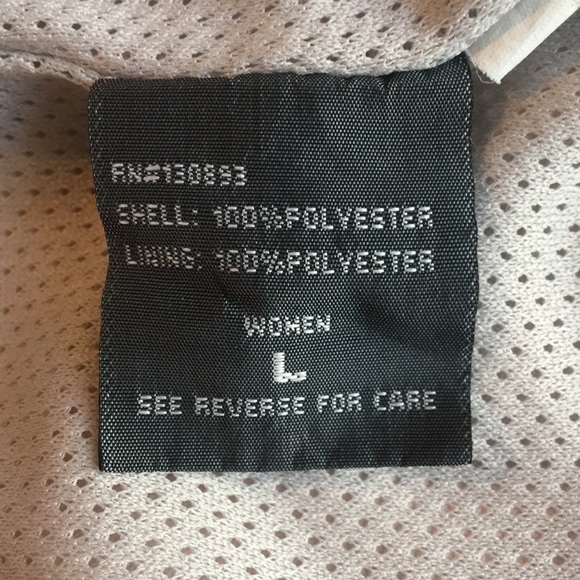 RN#130893
SHELL: 100%POLYESTER
LINING: 100%POLYESTER
WOMEN
L
SEE REVERSE FOR CARE